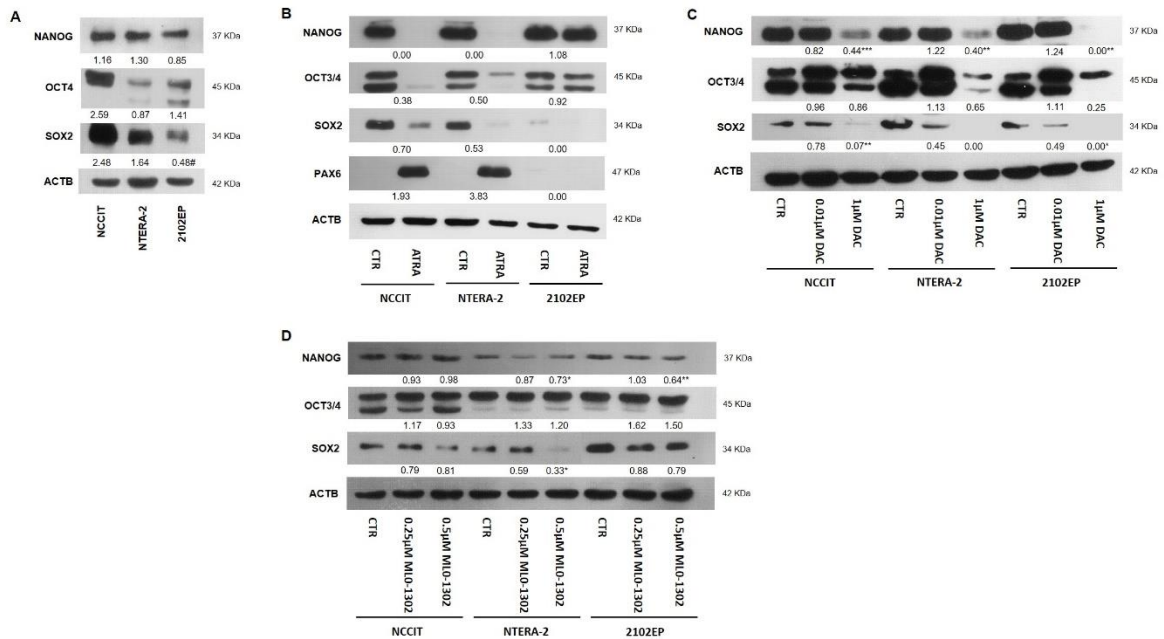 A
NANOG 37 KDa
1.16 1.30 0.85
OCT4 45 KDa
2.59 0.87 1.41
SOX2 34 KDa
2.48 1.64 0.48#
ACTB 42 KDa
NCCIT NTERA-2 2102EP
B
NANOG 37 KDa
0.00 0.00 1.08
OCT3/4 45 KDa
0.38 0.50 0.92
SOX2 34 KDa
0.70 0.53 0.00
PAX6 47 KDa
1.93 3.83 0.00
ACTB 42 KDa
CTR ATRA CTR ATRA CTR ATRA
NCCIT NTERA-2 2102EP
C
NANOG 37 KDa
0.82 0.44*** 1.22 0.40** 1.24 0.00**
OCT3/4 45 KDa
0.96 0.86 1.13 0.65 1.11 0.25
SOX2 34 KDa
0.78 0.07** 0.45 0.00 0.49 0.00*
ACTB 42 KDa
CTR 0.01µM DAC 1µM DAC CTR 0.01µM DAC 1µM DAC CTR 0.01µM DAC 1µM DAC
NCCIT NTERA-2 2102EP
D
NANOG 37 KDa
0.93 0.98 0.87 0.73* 1.03 0.64**
OCT3/4 45 KDa
1.17 0.93 1.33 1.20 1.62 1.50
SOX2 34 KDa
0.79 0.81 0.59 0.33* 0.88 0.79
ACTB 42 KDa
CTR 0.25µM ML0-1302 0.5µM ML0-1302 CTR 0.25µM ML0-1302 0.5µM ML0-1302 CTR 0.25µM ML0-1302 0.5µM ML0-1302
NCCIT NTERA-2 2102EP